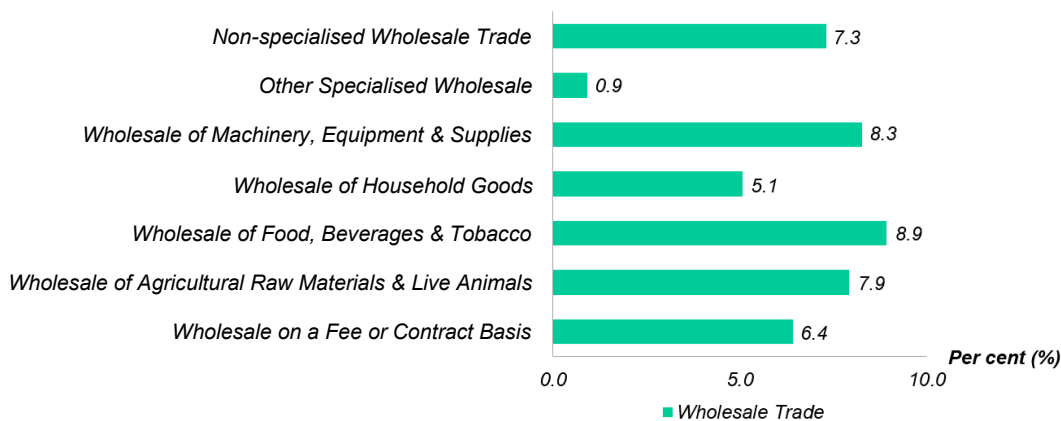 Non-specialised Wholesale Trade 7.3
Other Specialised Wholesale 0.9
Wholesale of Machinery, Equipment & Supplies 8.3
Wholesale of Household Goods 5.1
Wholesale of Food, Beverages & Tobacco 8.9
Wholesale of Agricultural Raw Materials & Live Animals 7.9
Wholesale on a Fee or Contract Basis 6.4
Per cent (%)
0.0 5.0 10.0
Wholesale Trade